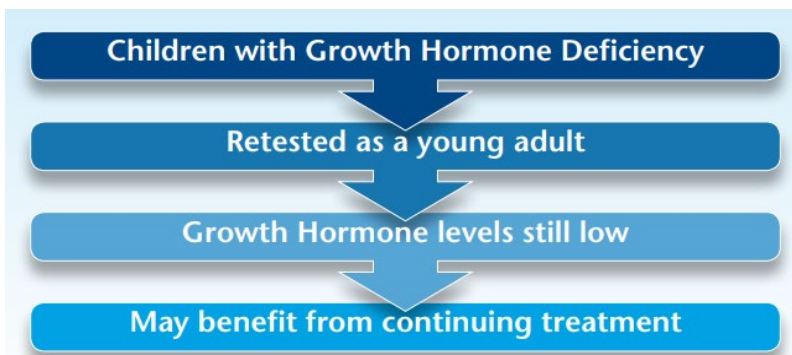 Children with Growth Hormone Deficiency
Retested as a young adult
Growth Hormone levels still low
May benefit from continuing treatment